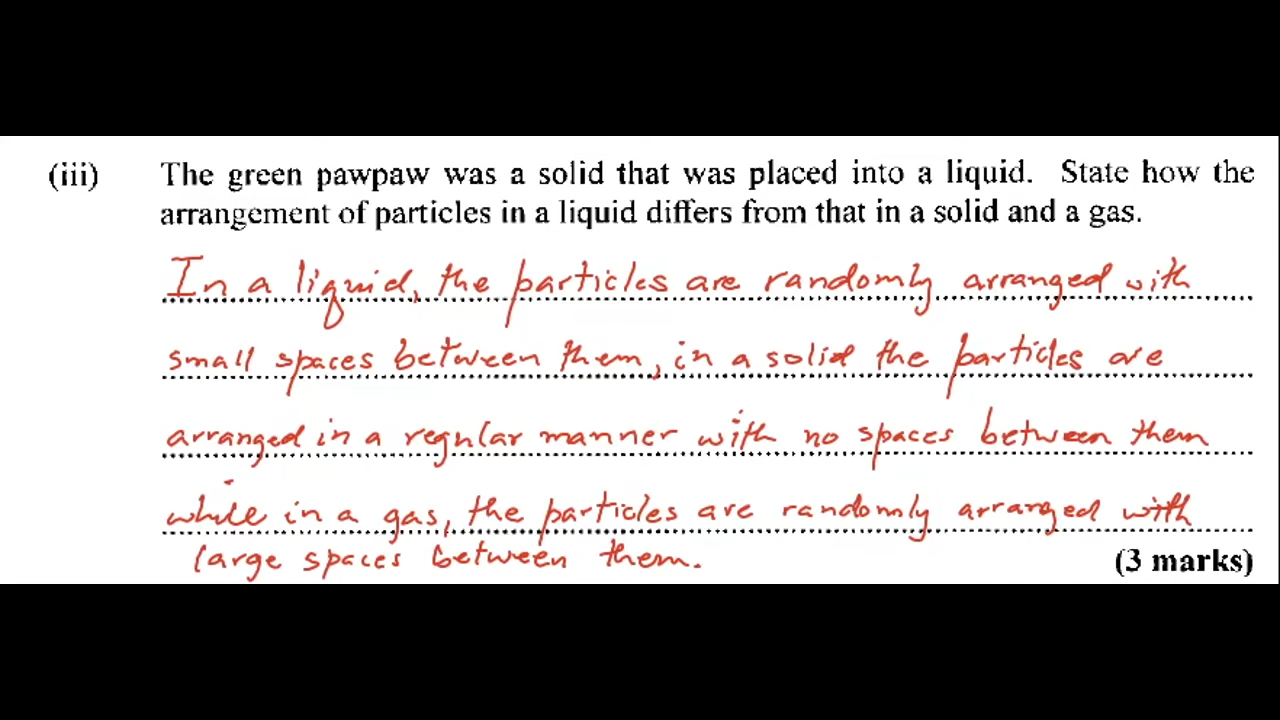 (iii) The green pawpaw was a solid that was placed into a liquid. State how the
arrangement of particles in a liquid differs from that in a solid and a gas.
In a liquid, the particles are randomly arranged with
small spaces between them, in a solid the particles are
arranged in a regular manner with no spaces between them
while in a gas, the particles are randomly arranged with
large spaces between them.
(3 marks)